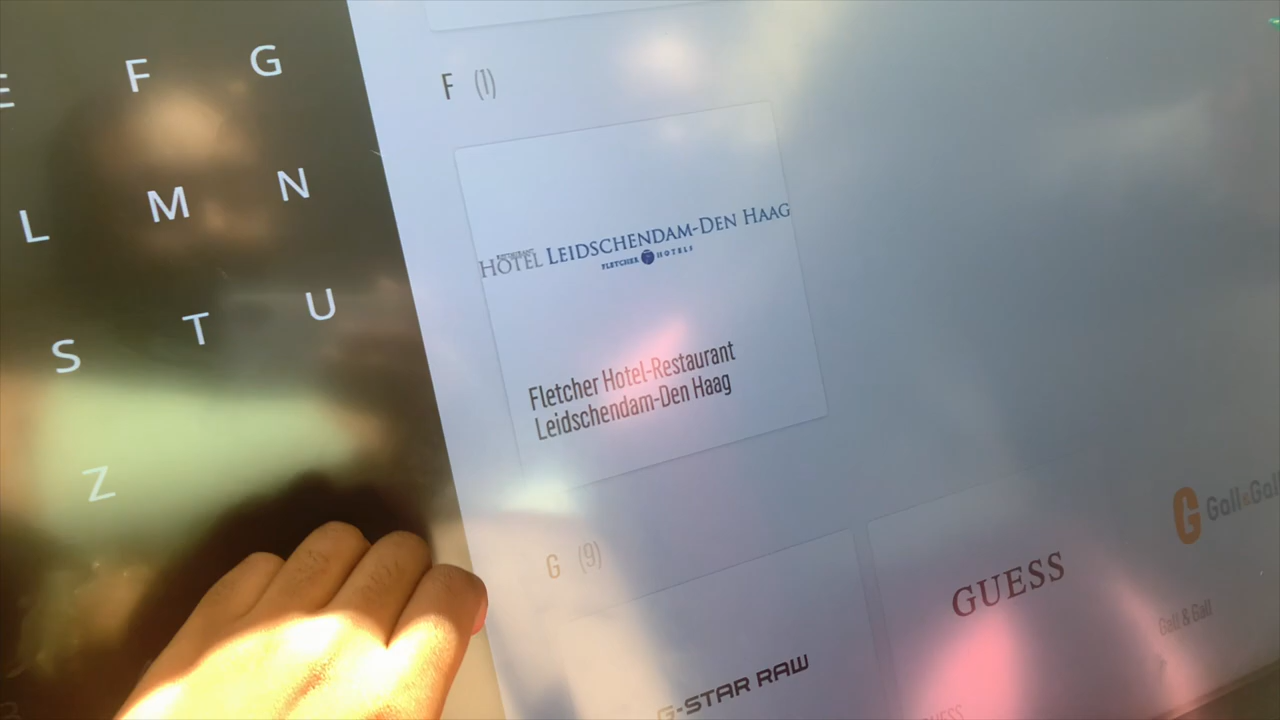 E F G
L M N
S T U
Z
F (1)
RESTAURANT
HOTEL LEIDSCHENDAM-DEN HAAG
FLETCHER HOTELS
Fletcher Hotel-Restaurant
Leidschendam-Den Haag
G (9)
G-STAR RAW
GUESS
G Gall&Gall
Gall & Gall